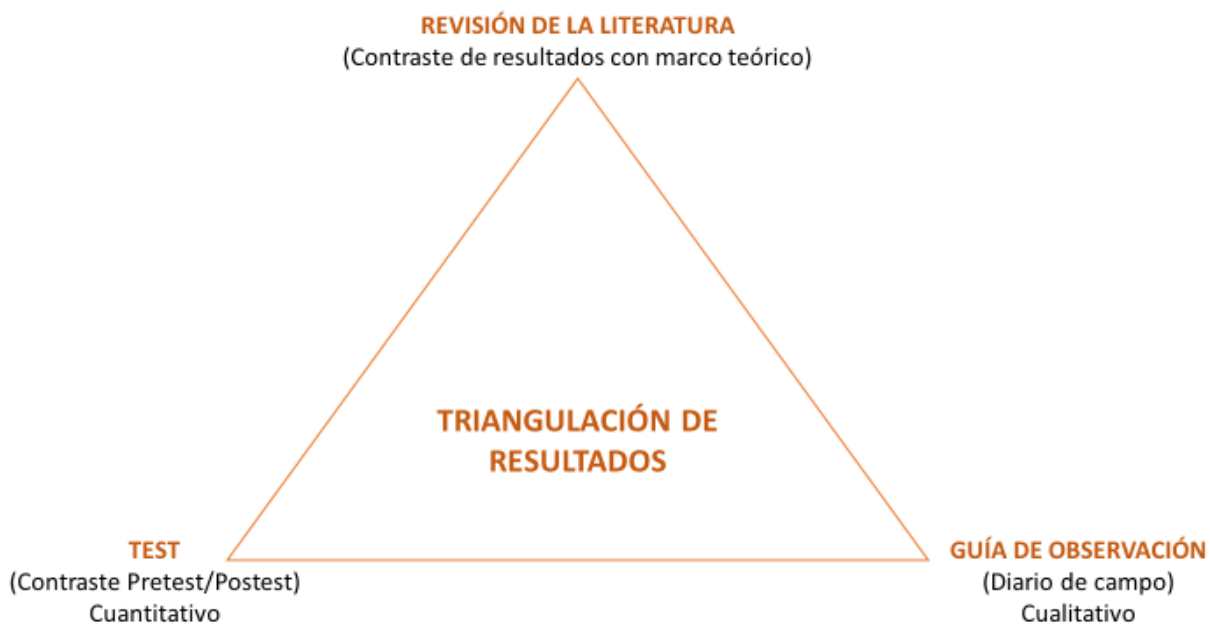 REVISIÓN DE LA LITERATURA
(Contraste de resultados con marco teórico)
TRIANGULACIÓN DE
RESULTADOS
TEST
(Contraste Pretest/Postest)
Cuantitativo
GUÍA DE OBSERVACIÓN
(Diario de campo)
Cualitativo